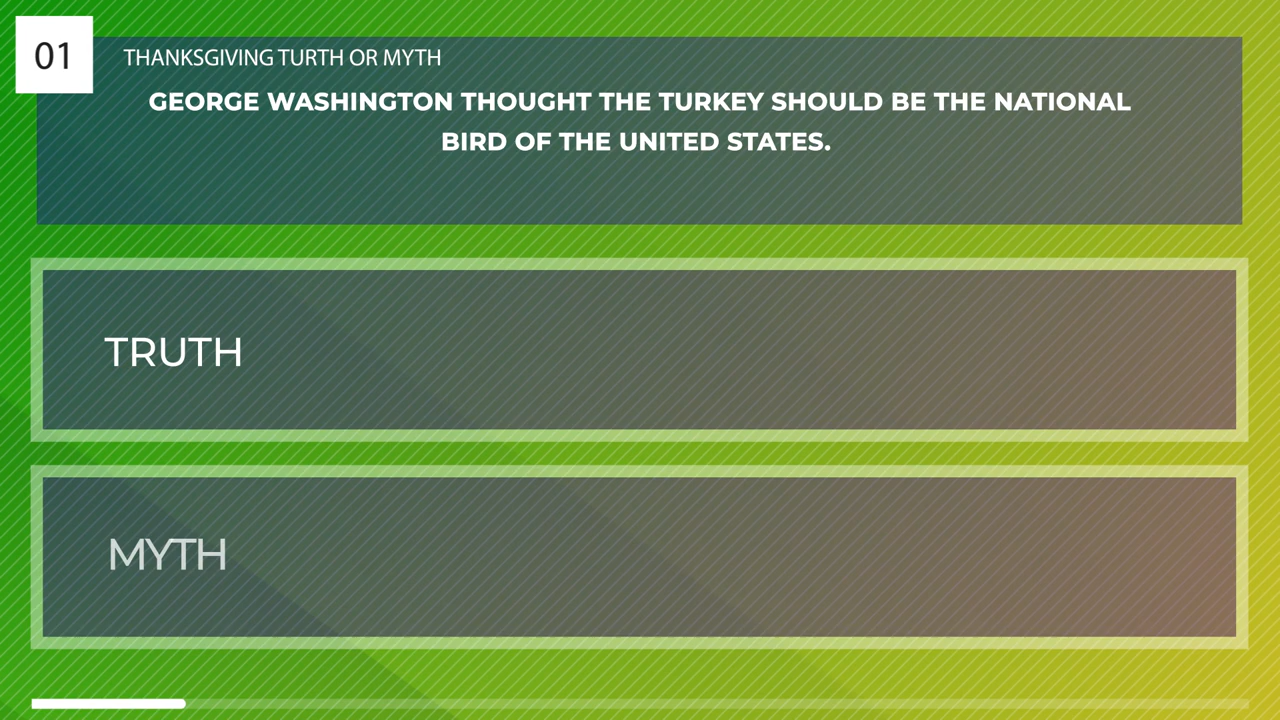 01
THANKSGIVING TURTH OR MYTH
GEORGE WASHINGTON THOUGHT THE TURKEY SHOULD BE THE NATIONAL
BIRD OF THE UNITED STATES.
TRUTH
MYTH